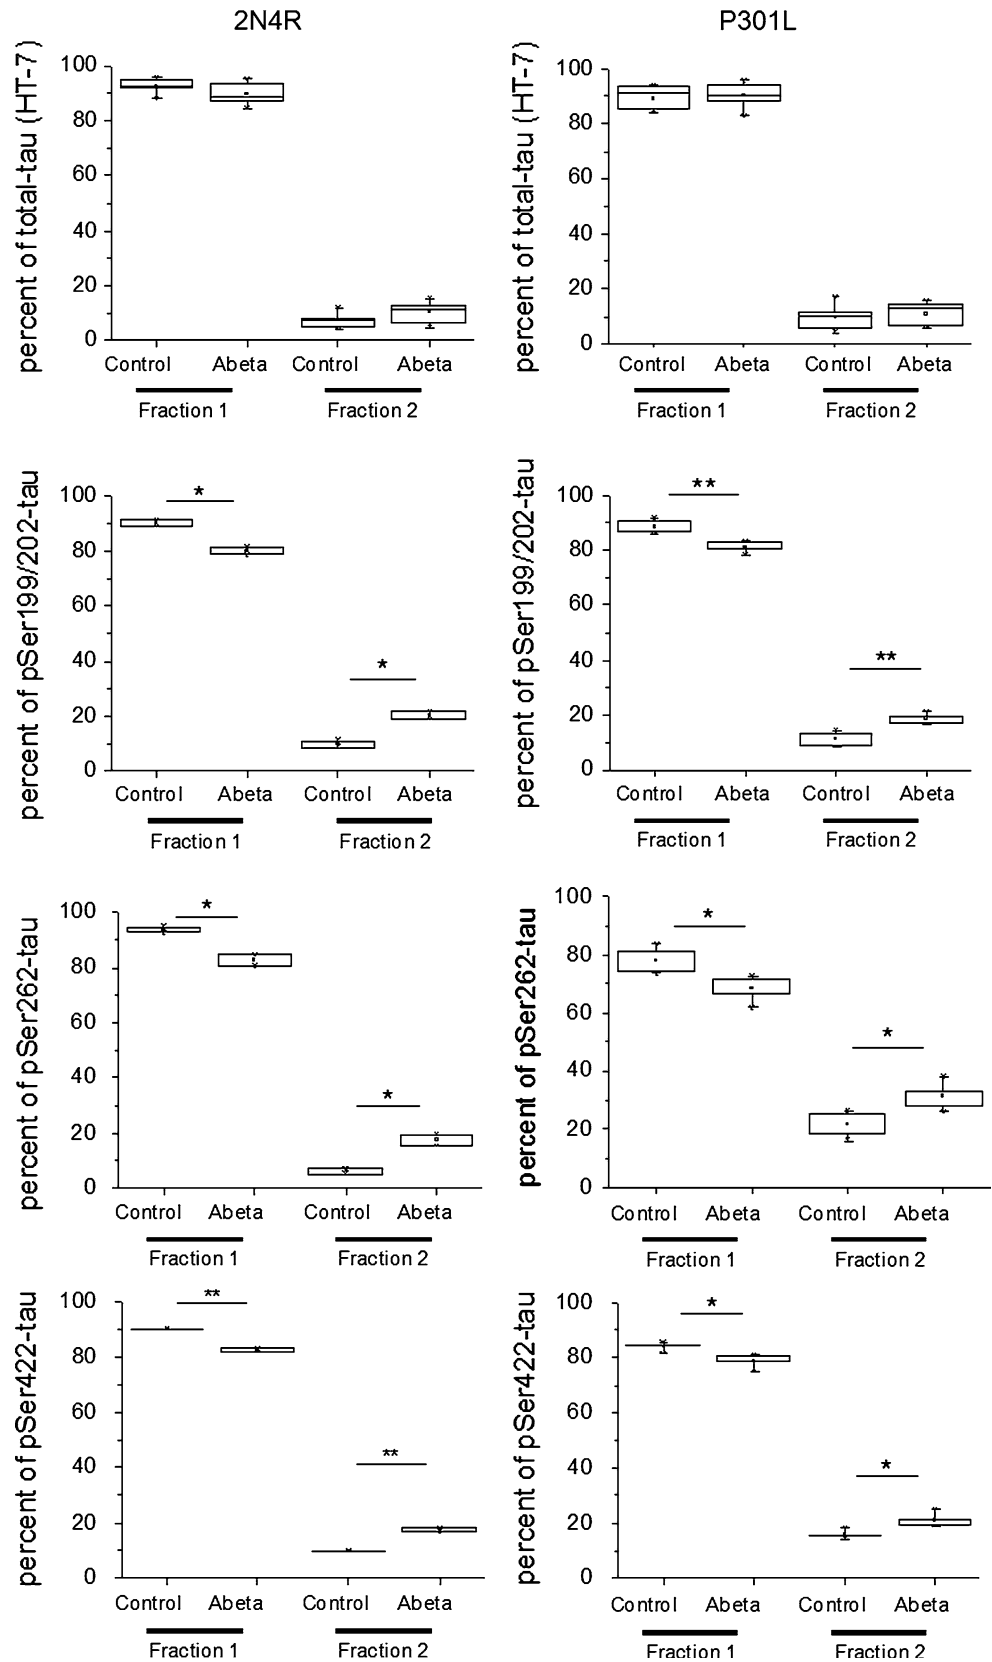 2N4R
P301L
percent of total-tau (HT-7)
100
80
60
40
20
0
Control Abeta Control Abeta
Fraction 1 Fraction 2
percent of total-tau (HT-7)
100
80
60
40
20
0
Control Abeta Control Abeta
Fraction 1 Fraction 2
percent of pSer199/202-tau
100
80
60
40
20
0
*
*
Control Abeta Control Abeta
Fraction 1 Fraction 2
percent of pSer199/202-tau
100
80
60
40
20
0
**
**
Control Abeta Control Abeta
Fraction 1 Fraction 2
percent of pSer262-tau
100
80
60
40
20
0
*
*
Control Abeta Control Abeta
Fraction 1 Fraction 2
percent of pSer262-tau
100
80
60
40
20
0
*
*
Control Abeta Control Abeta
Fraction 1 Fraction 2
percent of pSer422-tau
100
80
60
40
20
0
**
**
Control Abeta Control Abeta
Fraction 1 Fraction 2
percent of pSer422-tau
100
80
60
40
20
0
*
*
Control Abeta Control Abeta
Fraction 1 Fraction 2